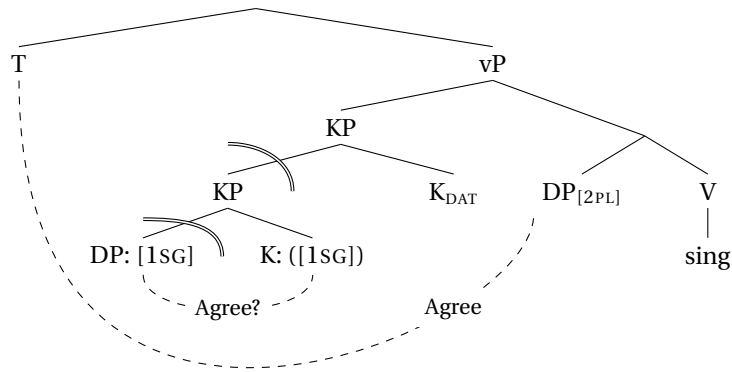 T vP
KP
KP K_DAT DP_[2PL] V
DP: [1SG] K: ([1SG]) sing
Agree? Agree